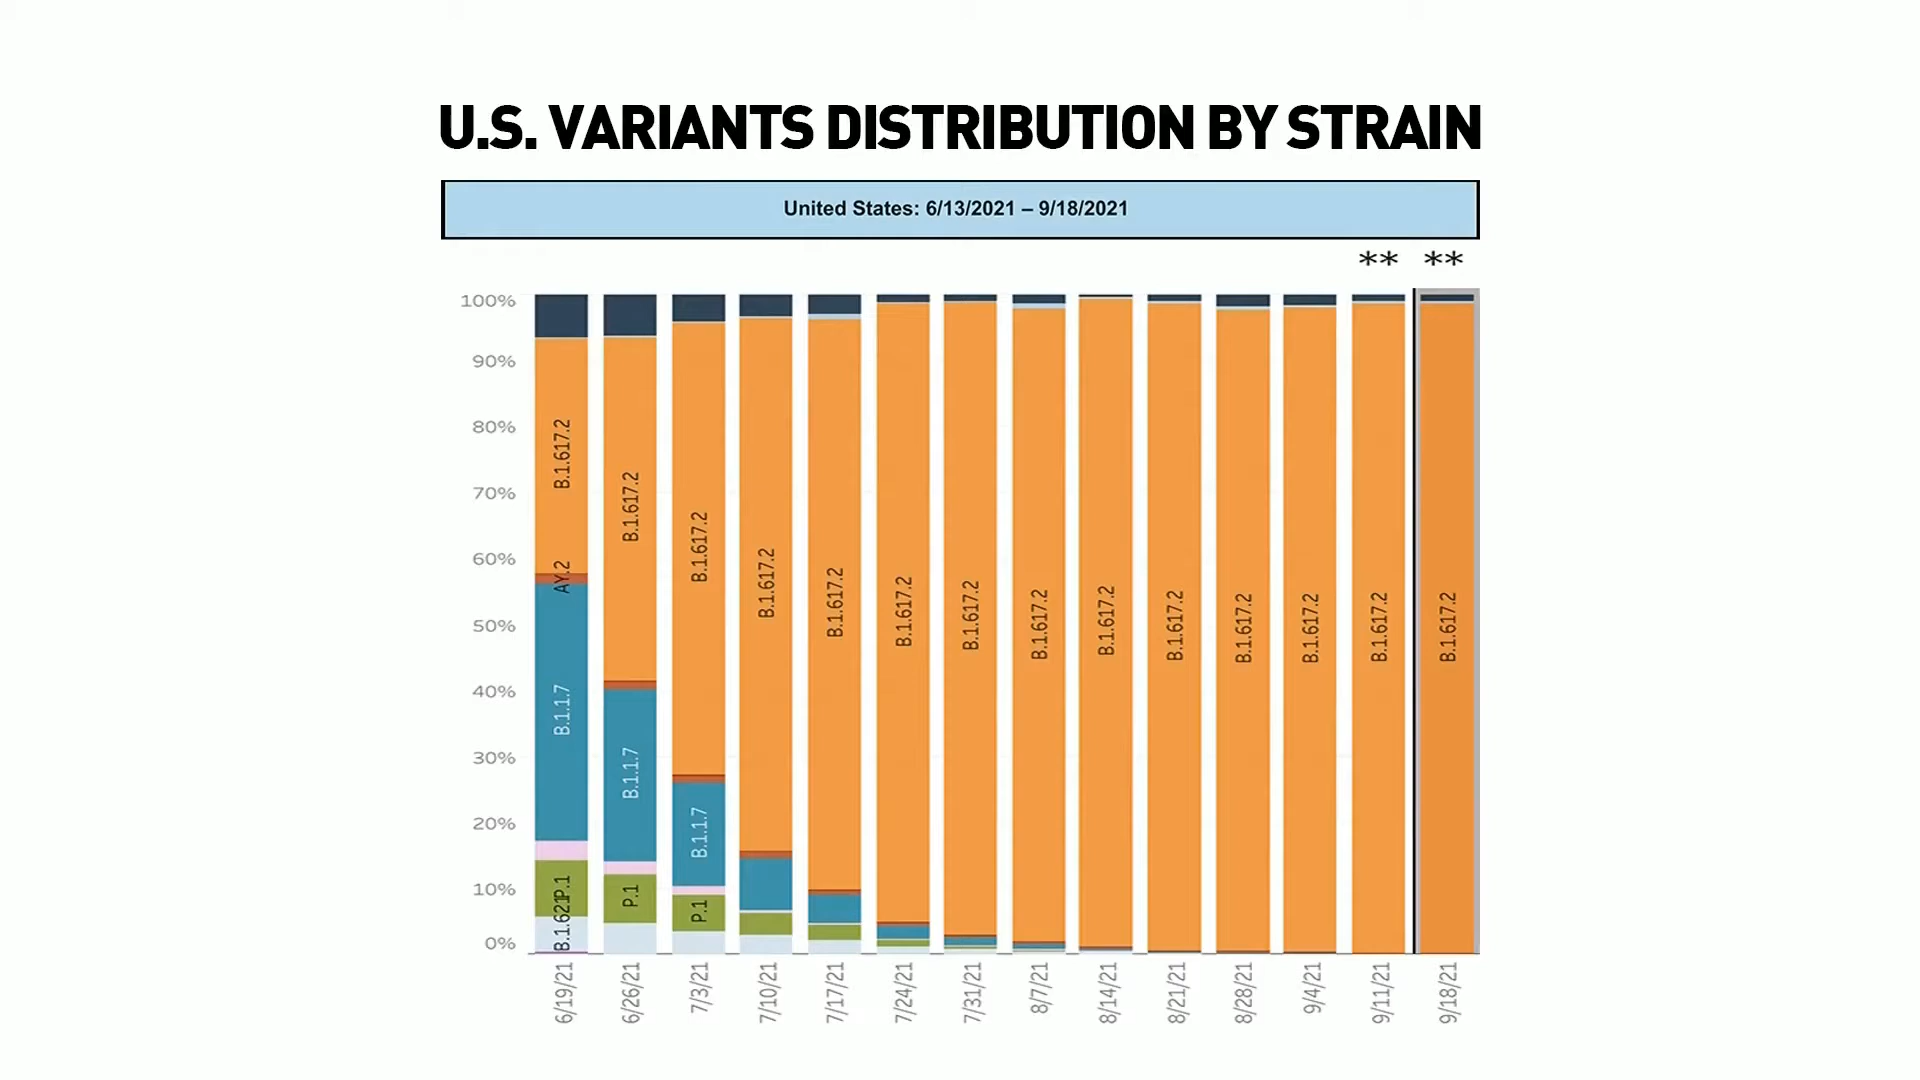 U.S. VARIANTS DISTRIBUTION BY STRAIN
United States: 6/13/2021 – 9/18/2021
** **
100%
90%
80%
70%
60%
50%
40%
30%
20%
10%
0%
B.1.617.2
AY.2
B.1.1.7
P.1
B.1.621
B.1.617.2
B.1.1.7
P.1
B.1.617.2
B.1.1.7
P.1
B.1.617.2
B.1.617.2
B.1.617.2
B.1.617.2
B.1.617.2
B.1.617.2
B.1.617.2
B.1.617.2
B.1.617.2
B.1.617.2
B.1.617.2
6/19/21
6/26/21
7/3/21
7/10/21
7/17/21
7/24/21
7/31/21
8/7/21
8/14/21
8/21/21
8/28/21
9/4/21
9/11/21
9/18/21